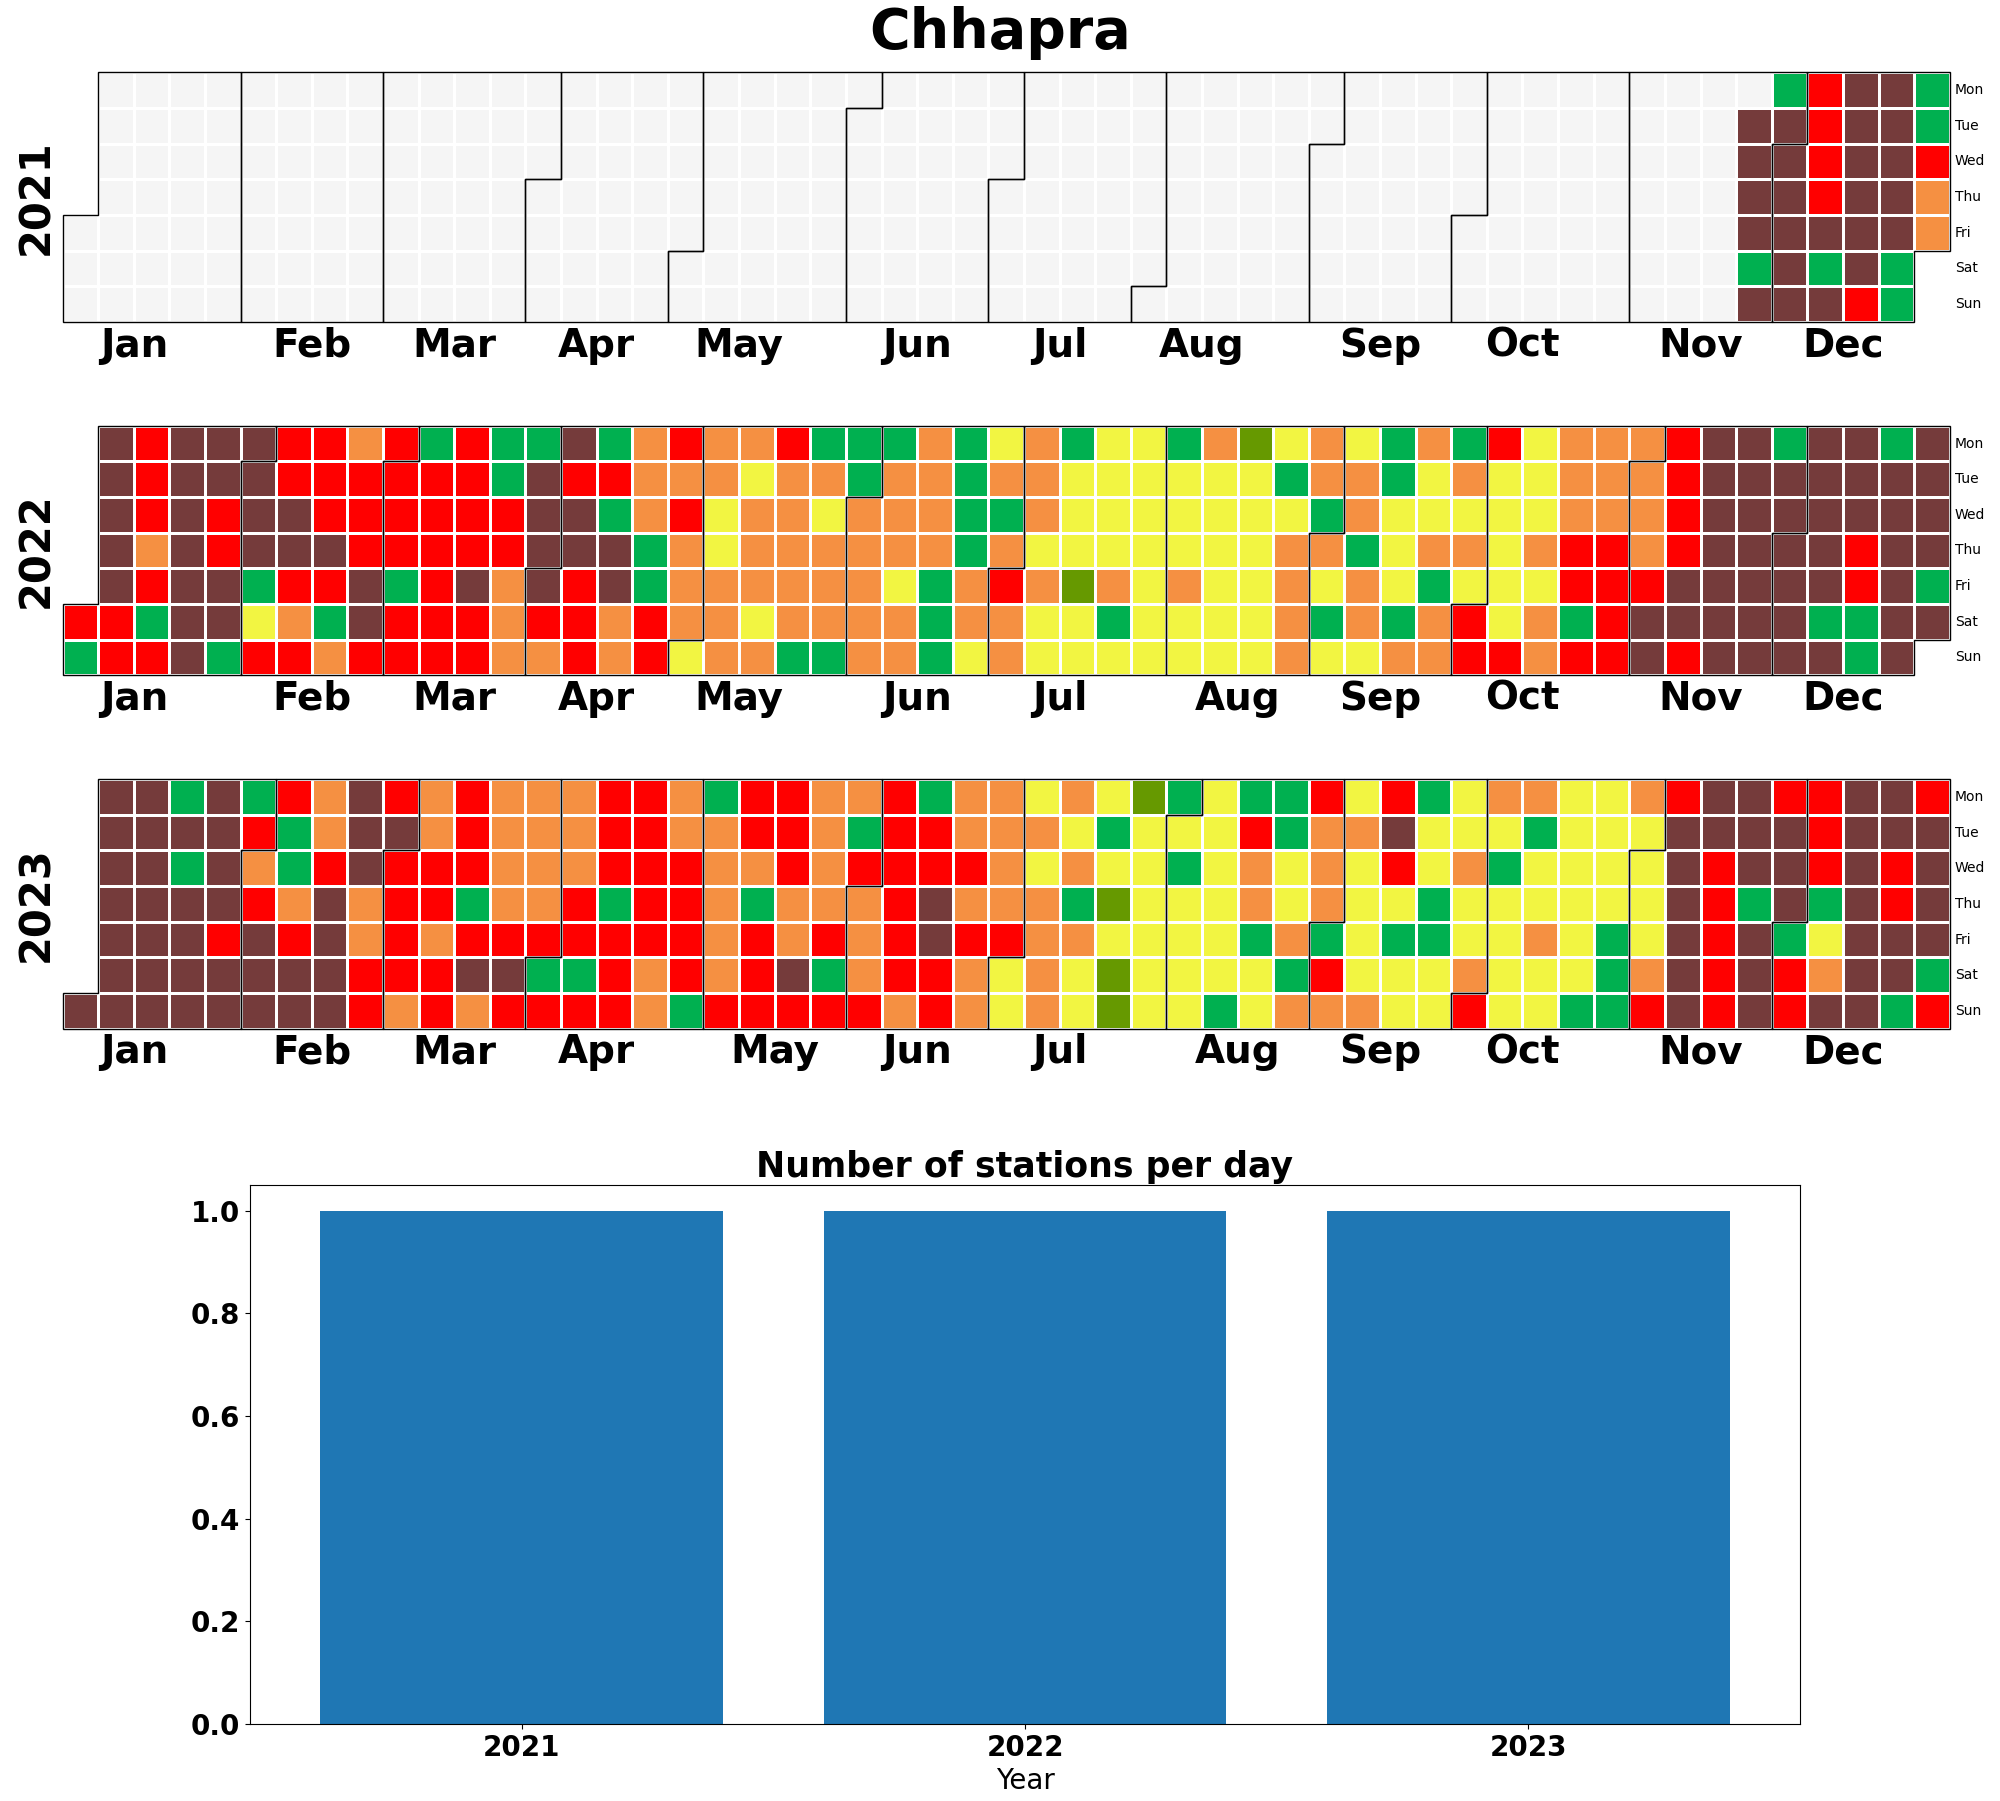 Chhapra
2021
Mon
Tue
Wed
Thu
Fri
Sat
Sun
Jan Feb Mar Apr May Jun Jul Aug Sep Oct Nov Dec
2022
Mon
Tue
Wed
Thu
Fri
Sat
Sun
Jan Feb Mar Apr May Jun Jul Aug Sep Oct Nov Dec
2023
Mon
Tue
Wed
Thu
Fri
Sat
Sun
Jan Feb Mar Apr May Jun Jul Aug Sep Oct Nov Dec
Number of stations per day
1.0
0.8
0.6
0.4
0.2
0.0
2021 2022 2023
Year